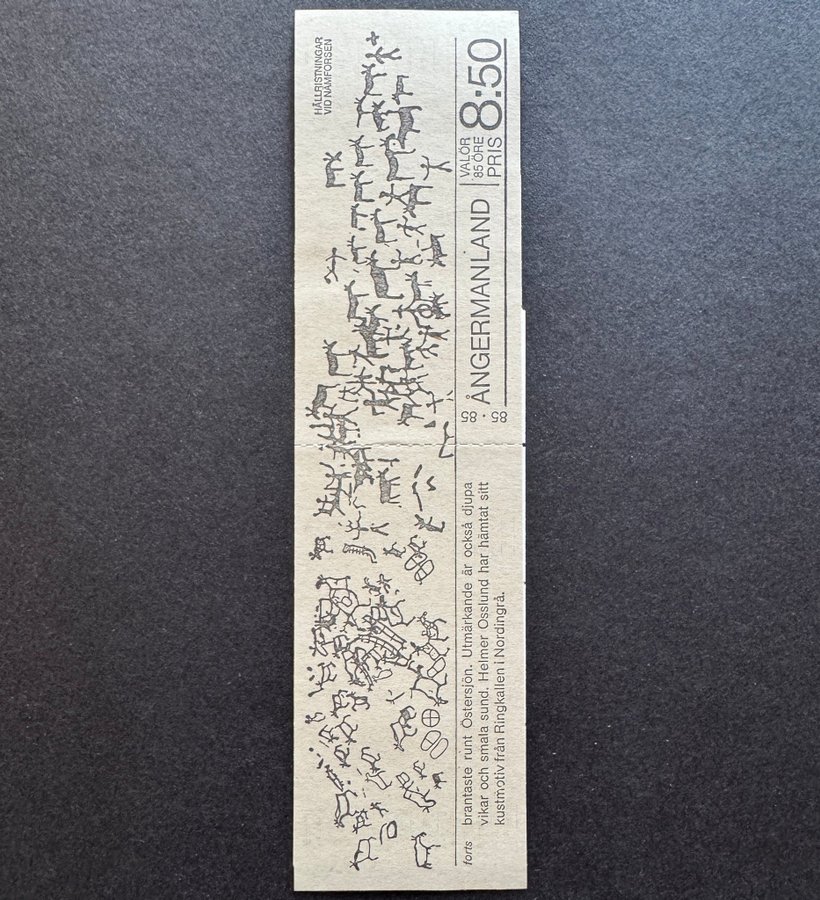 HÄLLRISTNINGAR
VID NÄMFORSEN
85 · 85
ÅNGERMANLAND
VALÖR
85 ÖRE
PRIS
8:50
forts brantaste runt Östersjön. Utmärkande är också djupa
vikar och smala sund. Helmer Osslund har hämtat sitt
kustmotiv från Ringkallen i Nordingrå.